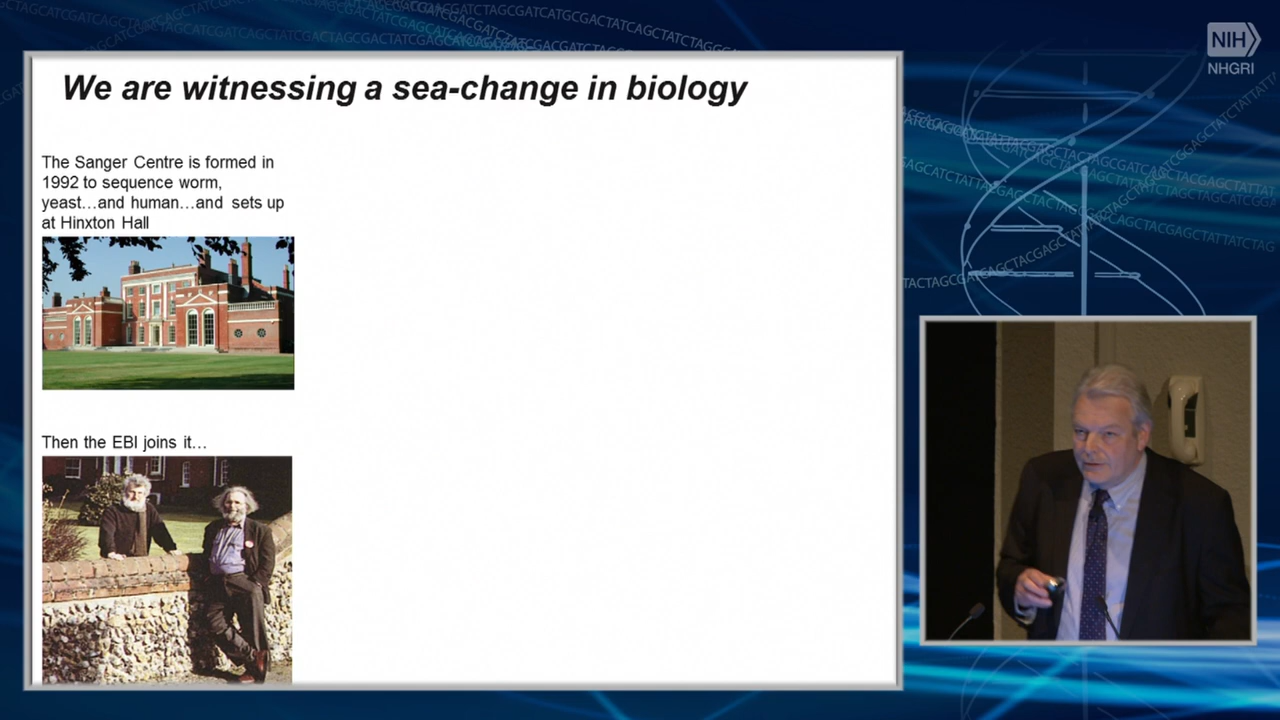 NIH
NHGRI
We are witnessing a sea-change in biology
The Sanger Centre is formed in
1992 to sequence worm,
yeast…and human…and sets up
at Hinxton Hall
Then the EBI joins it…